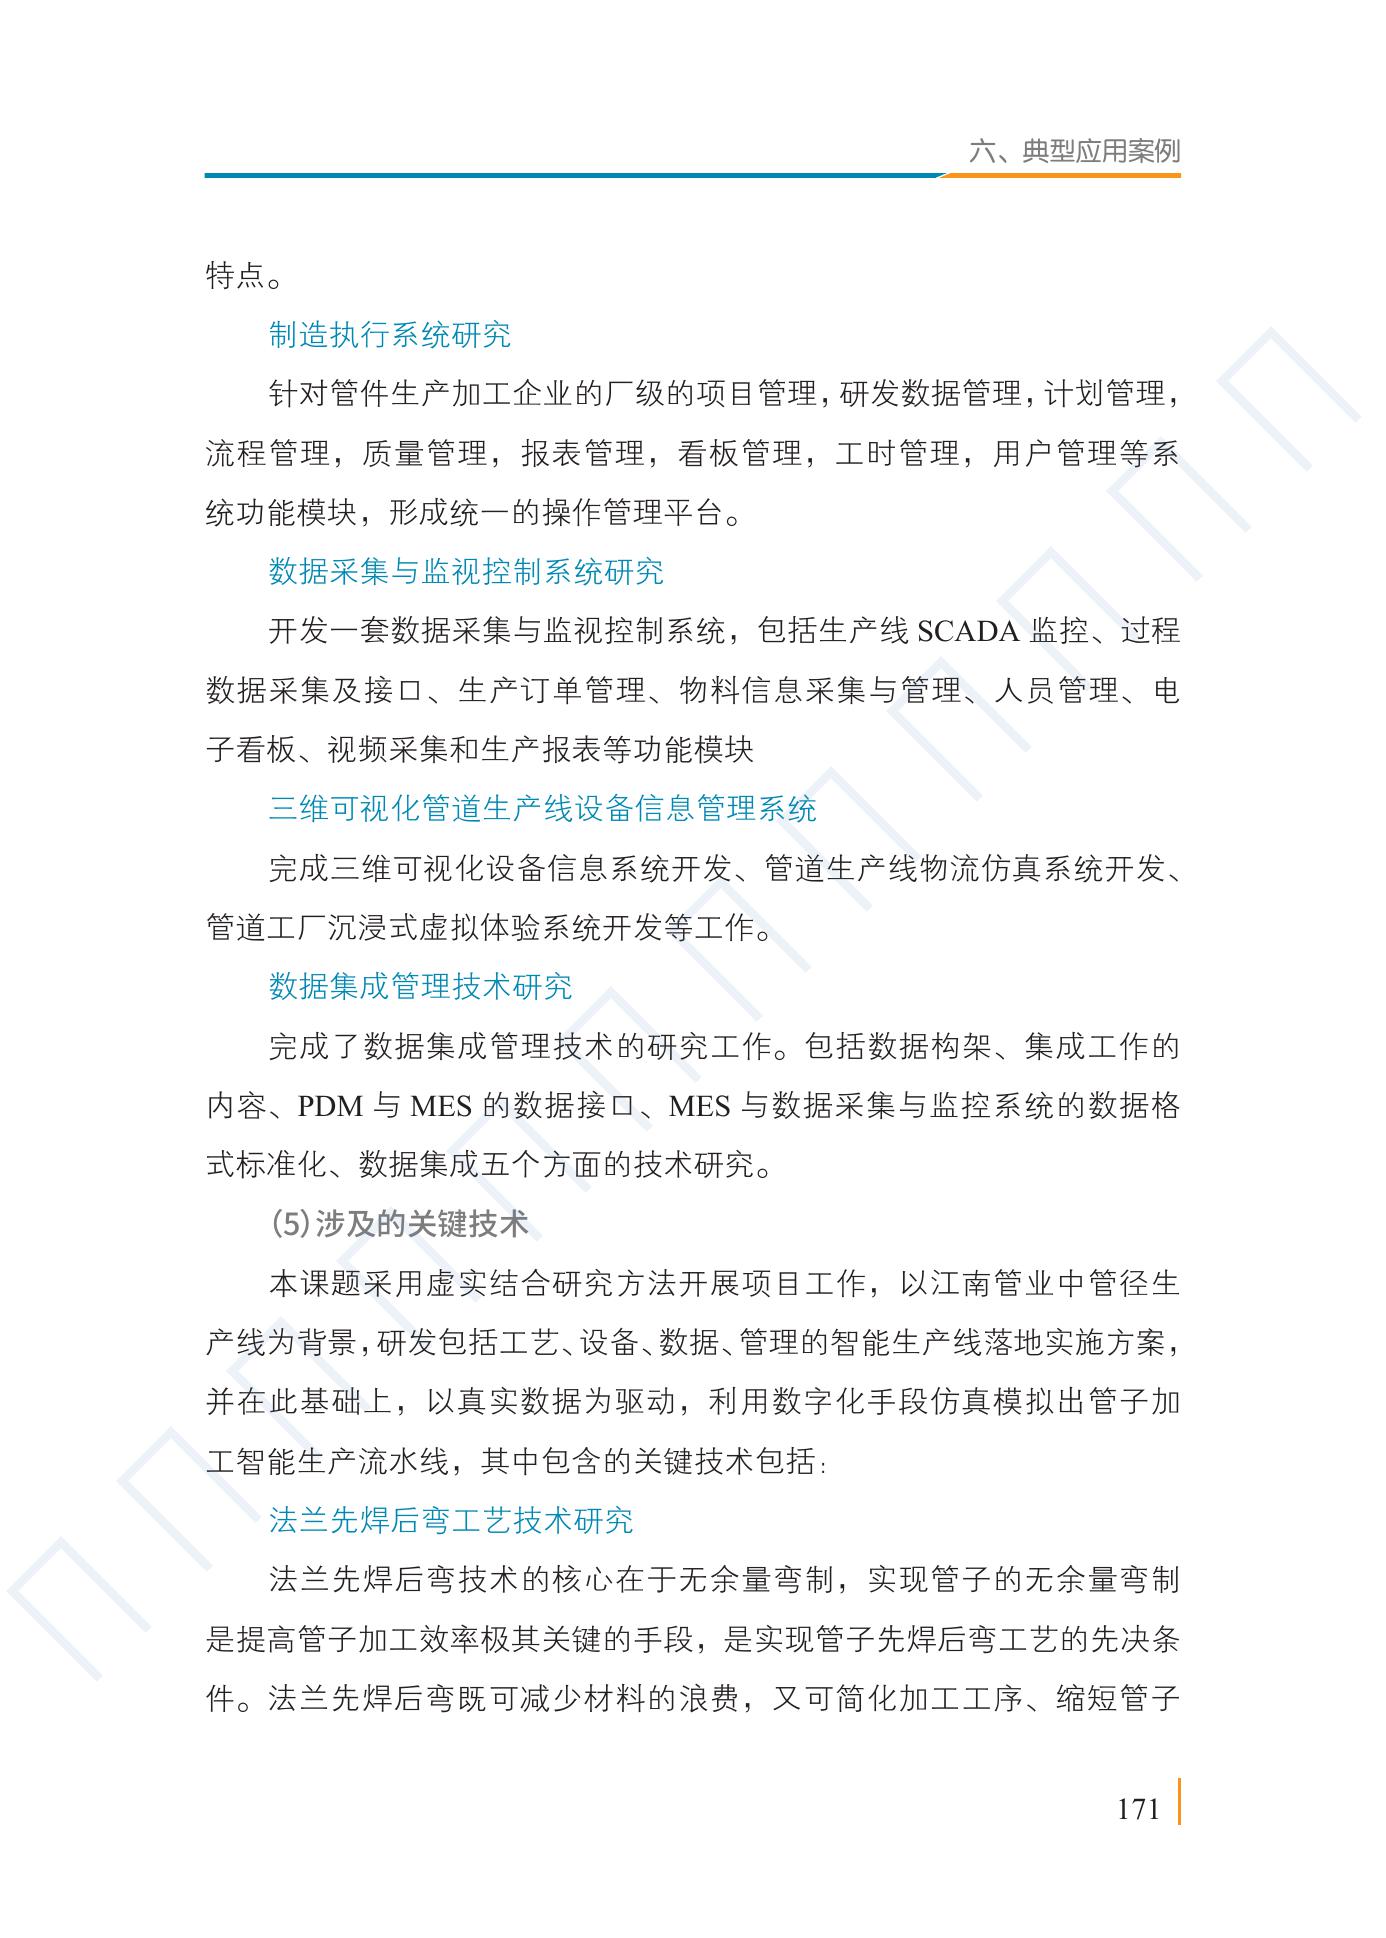 六、典型应用案例
特点。
制造执行系统研究
针对管件生产加工企业的厂级的项目管理，研发数据管理，计划管理，
流程管理，质量管理，报表管理，看板管理，工时管理，用户管理等系
统功能模块，形成统一的操作管理平台。
数据采集与监视控制系统研究
开发一套数据采集与监视控制系统，包括生产线 SCADA 监控、过程
数据采集及接口、生产订单管理、物料信息采集与管理、人员管理、电
子看板、视频采集和生产报表等功能模块
三维可视化管道生产线设备信息管理系统
完成三维可视化设备信息系统开发、管道生产线物流仿真系统开发、
管道工厂沉浸式虚拟体验系统开发等工作。
数据集成管理技术研究
完成了数据集成管理技术的研究工作。包括数据构架、集成工作的
内容、PDM 与 MES 的数据接口、MES 与数据采集与监控系统的数据格
式标准化、数据集成五个方面的技术研究。
（5）涉及的关键技术
本课题采用虚实结合研究方法开展项目工作，以江南管业中管径生
产线为背景，研发包括工艺、设备、数据、管理的智能生产线落地实施方案，
并在此基础上，以真实数据为驱动，利用数字化手段仿真模拟出管子加
工智能生产流水线，其中包含的关键技术包括：
法兰先焊后弯工艺技术研究
法兰先焊后弯技术的核心在于无余量弯制，实现管子的无余量弯制
是提高管子加工效率极其关键的手段，是实现管子先焊后弯工艺的先决条
件。法兰先焊后弯既可减少材料的浪费，又可简化加工工序、缩短管子
171